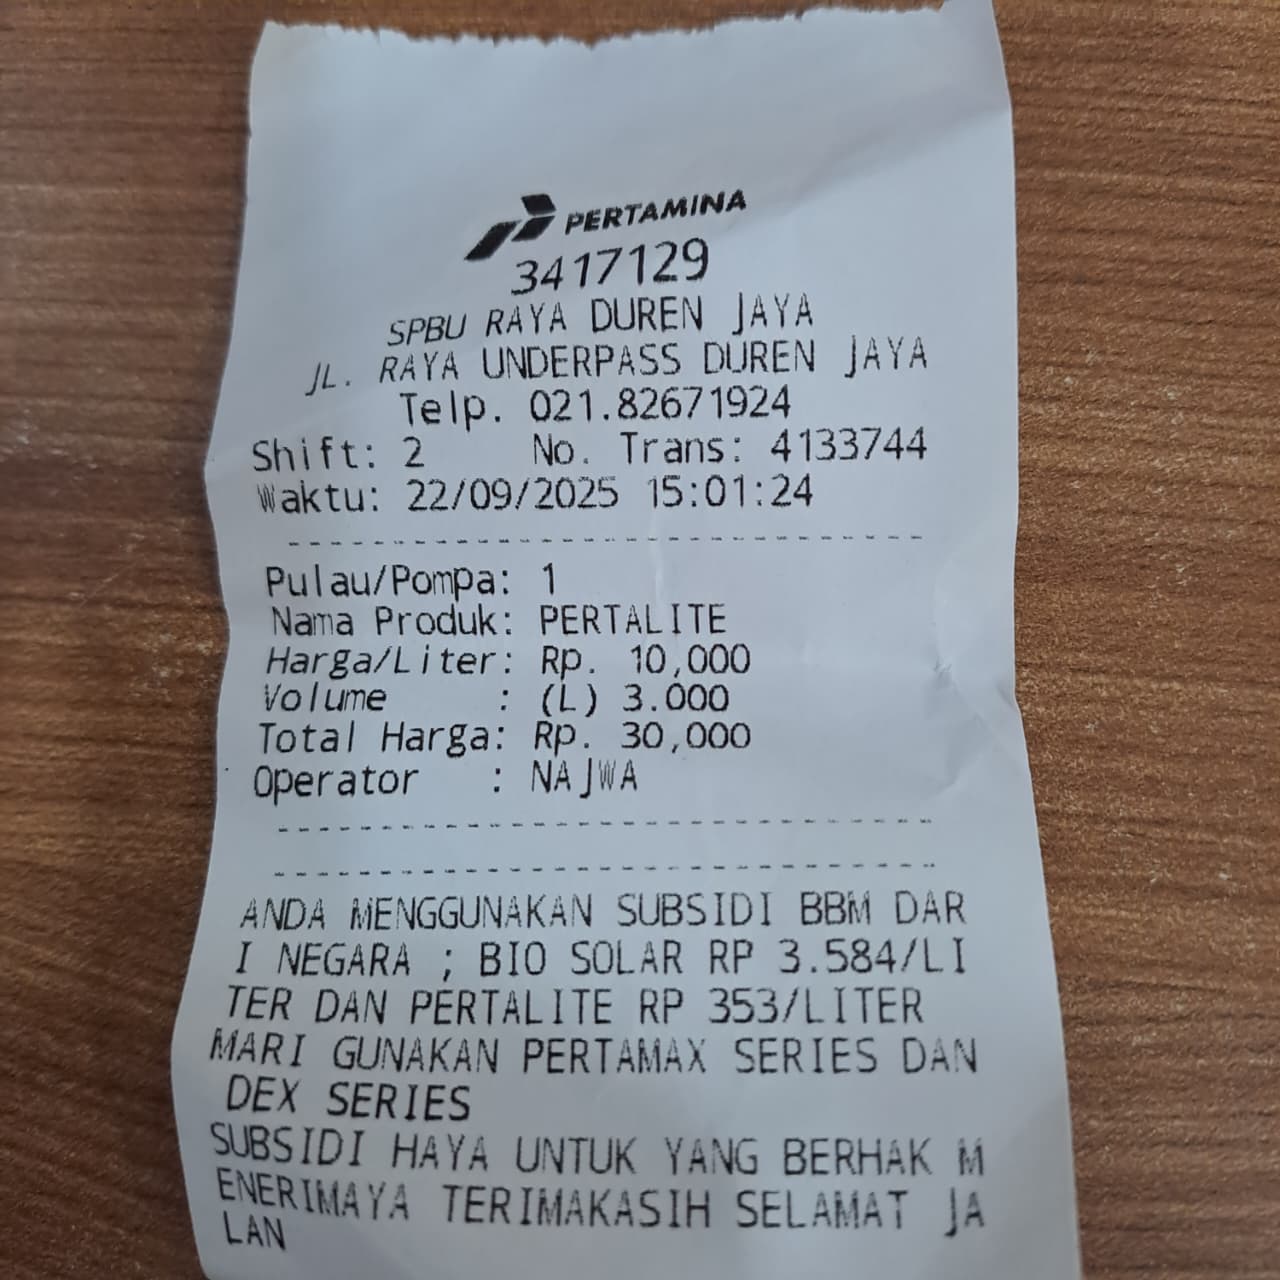 PERTAMINA
3417129
SPBU RAYA DUREN JAYA
JL. RAYA UNDERPASS DUREN JAYA
Telp. 021.82671924
Shift: 2 No. Trans: 4133744
Waktu: 22/09/2025 15:01:24
Pulau/Pompa: 1
Nama Produk: PERTALITE
Harga/Liter: Rp. 10,000
Volume : (L) 3.000
Total Harga: Rp. 30,000
Operator : NAJWA
ANDA MENGGUNAKAN SUBSIDI BBM DAR
I NEGARA ; BIO SOLAR RP 3.584/LI
TER DAN PERTALITE RP 353/LITER
MARI GUNAKAN PERTAMAX SERIES DAN
DEX SERIES
SUBSIDI HAYA UNTUK YANG BERHAK M
ENERIMAYA TERIMAKASIH SELAMAT JA
LAN